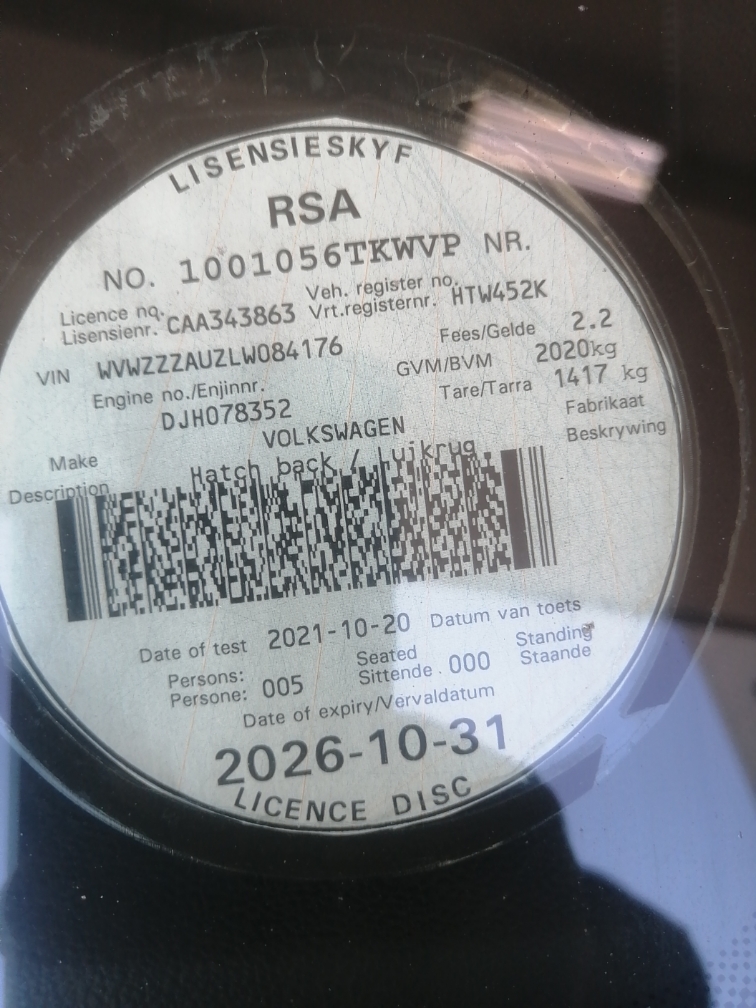 LISENSIESKYF
RSA
NO. 1001056TKWVP NR.
Licence no. Veh. register no.
Lisensienr. CAA343863 Vrt.registernr. HTW452K
VIN WVWZZZAUZLW084176 Fees/Gelde 2.2
Engine no./Enjinnr. GVM/BVM 2020kg
DJH078352 Tare/Tarra 1417 kg
Make VOLKSWAGEN Fabrikaat
Description Hatch back / Luikrug Beskrywing
Date of test 2021-10-20 Datum van toets
Persons: Seated Standing
Persone: 005 Sittende 000 Staande
Date of expiry/Vervaldatum
2026-10-31
LICENCE DISC